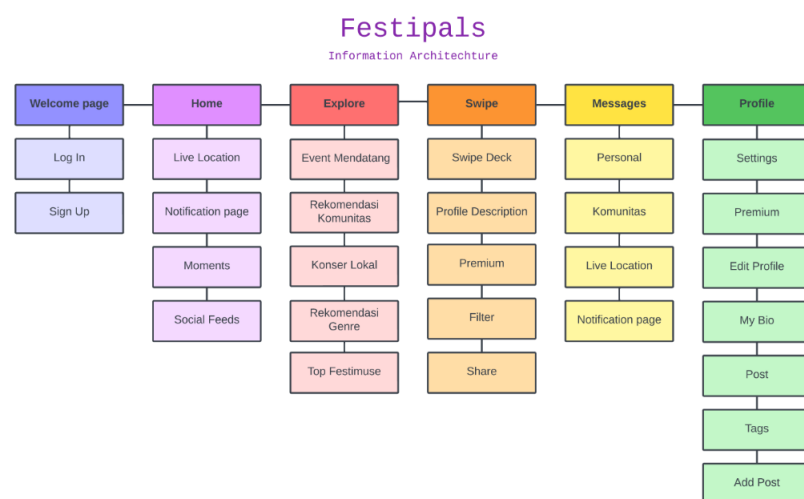 Festipals
Information Architechture
Welcome page
Log In
Sign Up
Home
Live Location
Notification page
Moments
Social Feeds
Explore
Event Mendatang
Rekomendasi
Komunitas
Konser Lokal
Rekomendasi
Genre
Top Festimuse
Swipe
Swipe Deck
Profile Description
Premium
Filter
Share
Messages
Personal
Komunitas
Live Location
Notification page
Profile
Settings
Premium
Edit Profile
My Bio
Post
Tags
Add Post